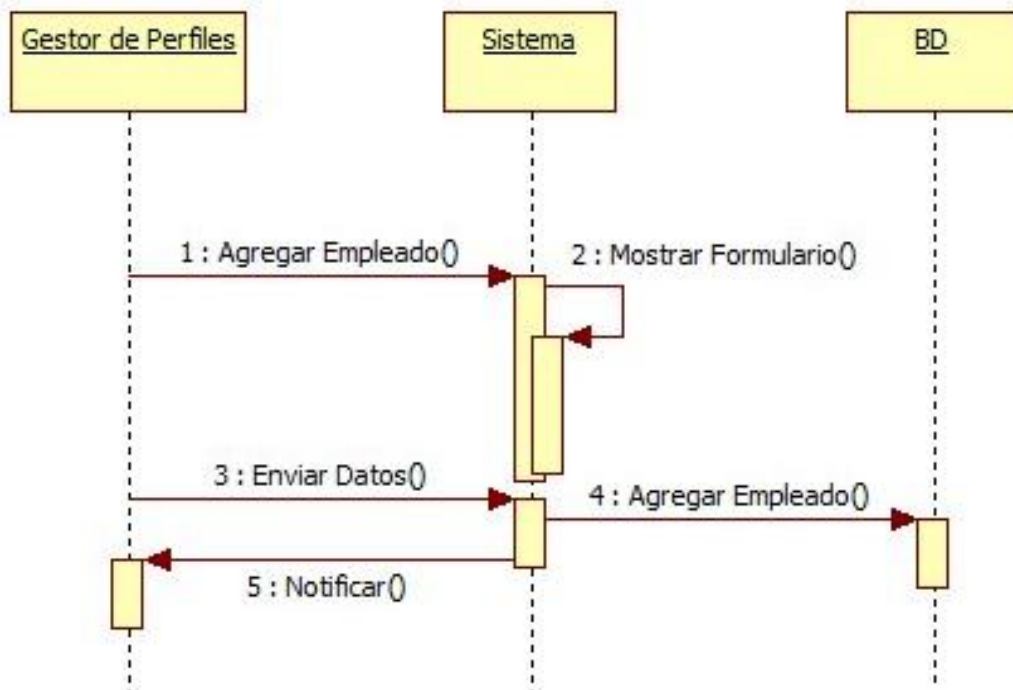 Gestor de Perfiles
Sistema
BD
1 : Agregar Empleado()
2 : Mostrar Formulario()
3 : Enviar Datos()
4 : Agregar Empleado()
5 : Notificar()